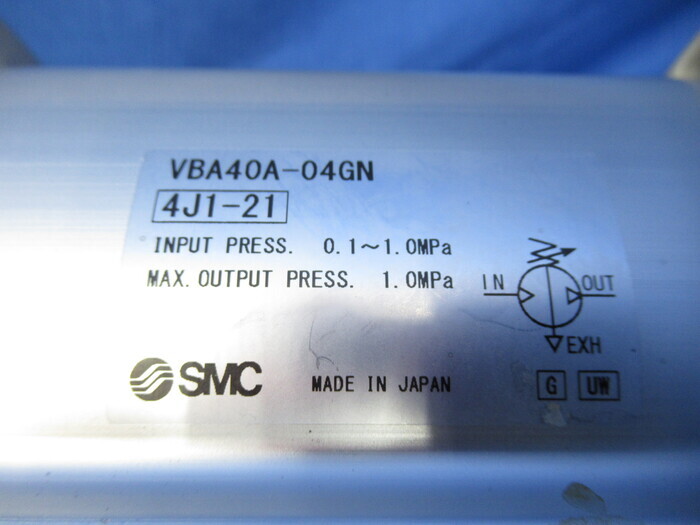 VBA40A-04GN
4J1-21
INPUT PRESS. 0.1~1.0MPa
MAX. OUTPUT PRESS. 1.0MPa
IN OUT
EXH
SMC MADE IN JAPAN G UW